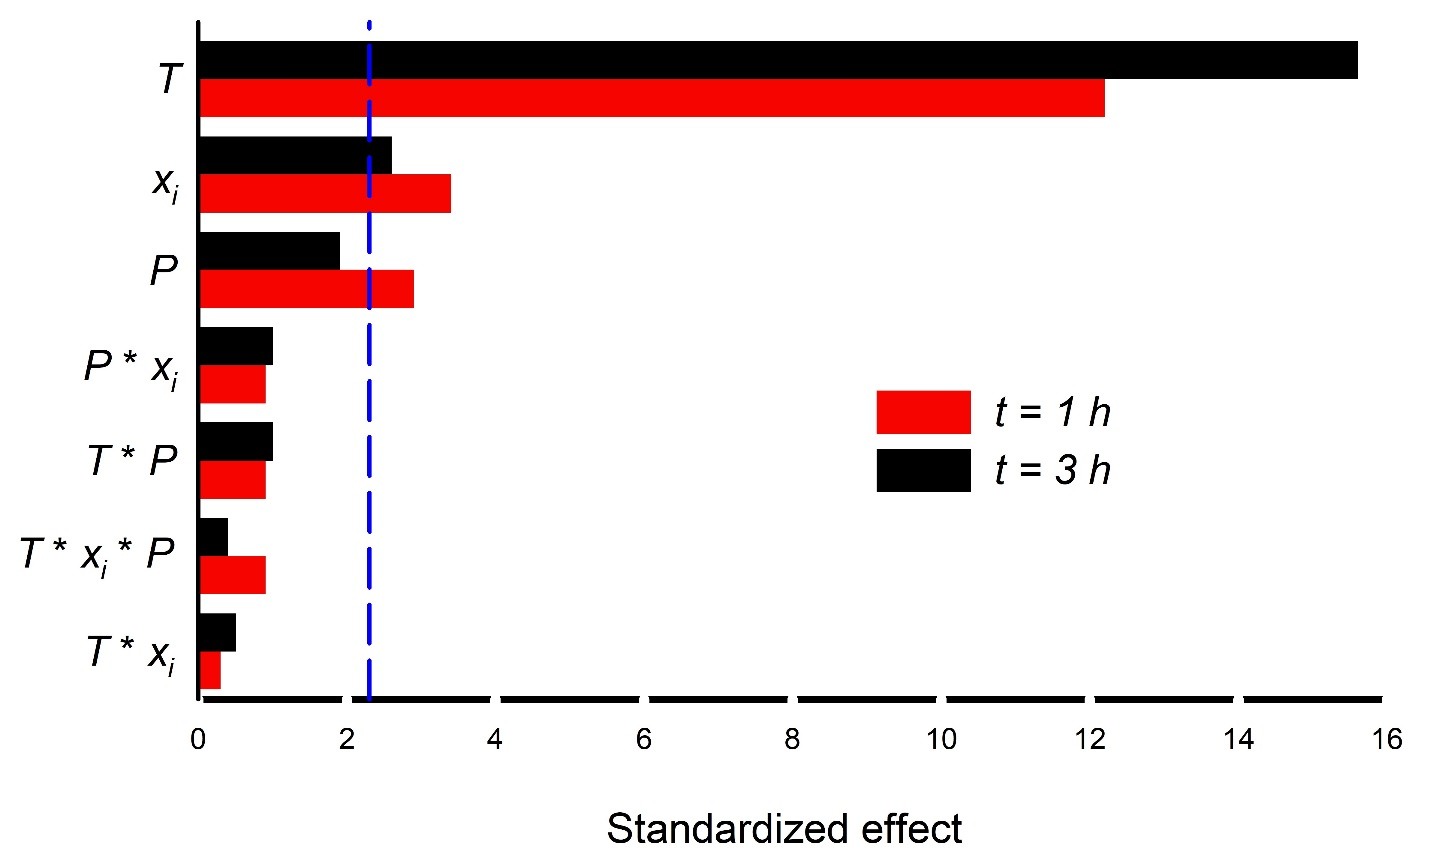 T
xi
P
P * xi
T * P
T * xi * P
T * xi
t = 1 h
t = 3 h
0 2 4 6 8 10 12 14 16
Standardized effect